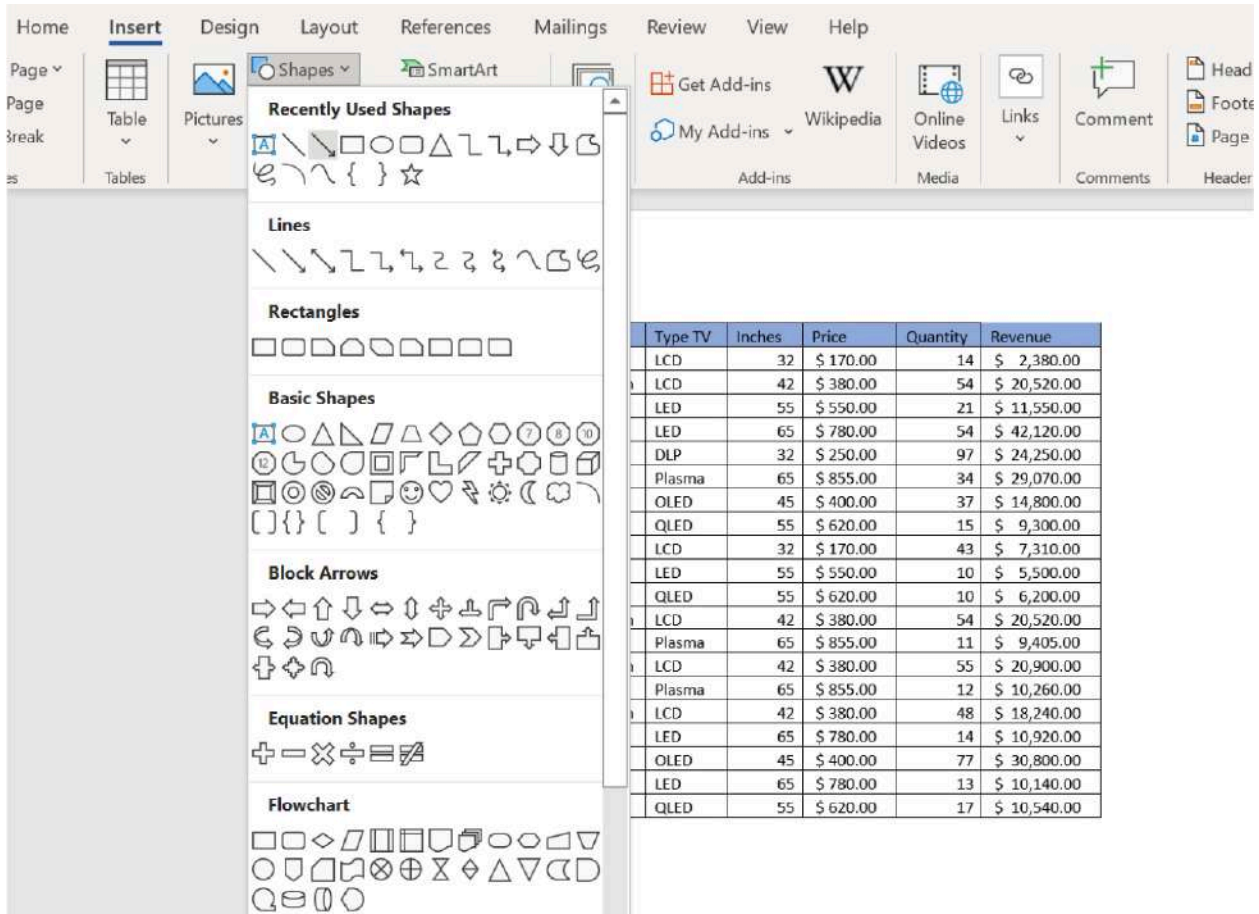 Home Insert Design Layout References Mailings Review View Help
Page
Page
Break
Table
Tables
Pictures
Shapes
SmartArt
Get Add-ins
My Add-ins
Wikipedia
Add-ins
Online
Videos
Media
Links
Comment
Comments
Head
Foote
Page
Header
Recently Used Shapes
A
Lines
Rectangles
Basic Shapes
A 7 8 10
12
Block Arrows
Equation Shapes
Flowchart
Type TV Inches Price Quantity Revenue
LCD 32 $ 170.00 14 $ 2,380.00
LCD 42 $ 380.00 54 $ 20,520.00
LED 55 $ 550.00 21 $ 11,550.00
LED 65 $ 780.00 54 $ 42,120.00
DLP 32 $ 250.00 97 $ 24,250.00
Plasma 65 $ 855.00 34 $ 29,070.00
OLED 45 $ 400.00 37 $ 14,800.00
QLED 55 $ 620.00 15 $ 9,300.00
LCD 32 $ 170.00 43 $ 7,310.00
LED 55 $ 550.00 10 $ 5,500.00
QLED 55 $ 620.00 10 $ 6,200.00
LCD 42 $ 380.00 54 $ 20,520.00
Plasma 65 $ 855.00 11 $ 9,405.00
LCD 42 $ 380.00 55 $ 20,900.00
Plasma 65 $ 855.00 12 $ 10,260.00
LCD 42 $ 380.00 48 $ 18,240.00
LED 65 $ 780.00 14 $ 10,920.00
OLED 45 $ 400.00 77 $ 30,800.00
LED 65 $ 780.00 13 $ 10,140.00
QLED 55 $ 620.00 17 $ 10,540.00